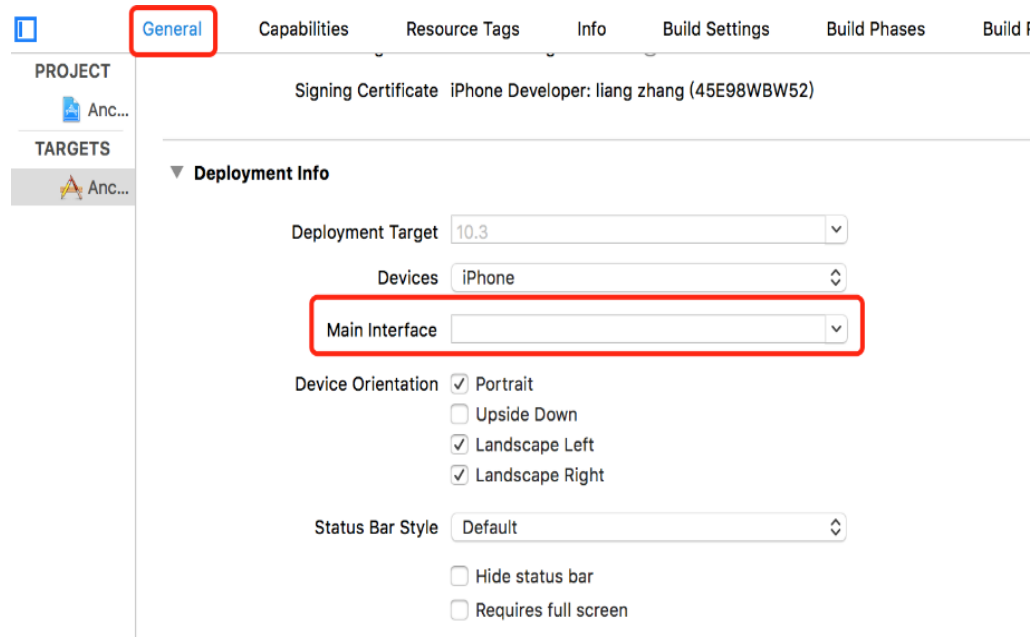 General Capabilities Resource Tags Info Build Settings Build Phases Build
PROJECT
Anc...
TARGETS
Anc...
Signing Certificate iPhone Developer: liang zhang (45E98WBW52)
Deployment Info
Deployment Target 10.3
Devices iPhone
Main Interface
Device Orientation Portrait
Upside Down
Landscape Left
Landscape Right
Status Bar Style Default
Hide status bar
Requires full screen